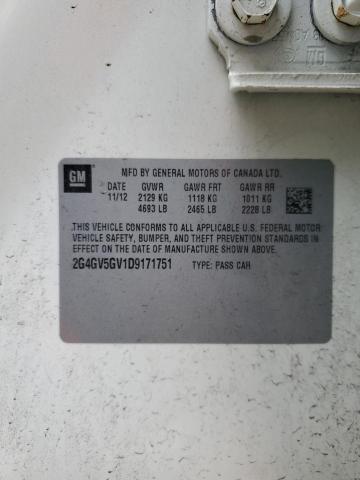 GM
MFD BY GENERAL MOTORS OF CANADA LTD.
DATE GVWR GAWR FRT GAWR RR
11/12 2129 KG 1118 KG 1011 KG
4693 LB 2465 LB 2228 LB
THIS VEHICLE CONFORMS TO ALL APPLICABLE U.S. FEDERAL MOTOR
VEHICLE SAFETY, BUMPER, AND THEFT PREVENTION STANDARDS IN
EFFECT ON THE DATE OF MANUFACTURE SHOWN ABOVE.
2G4GV5GV1D9171751 TYPE: PASS CAR